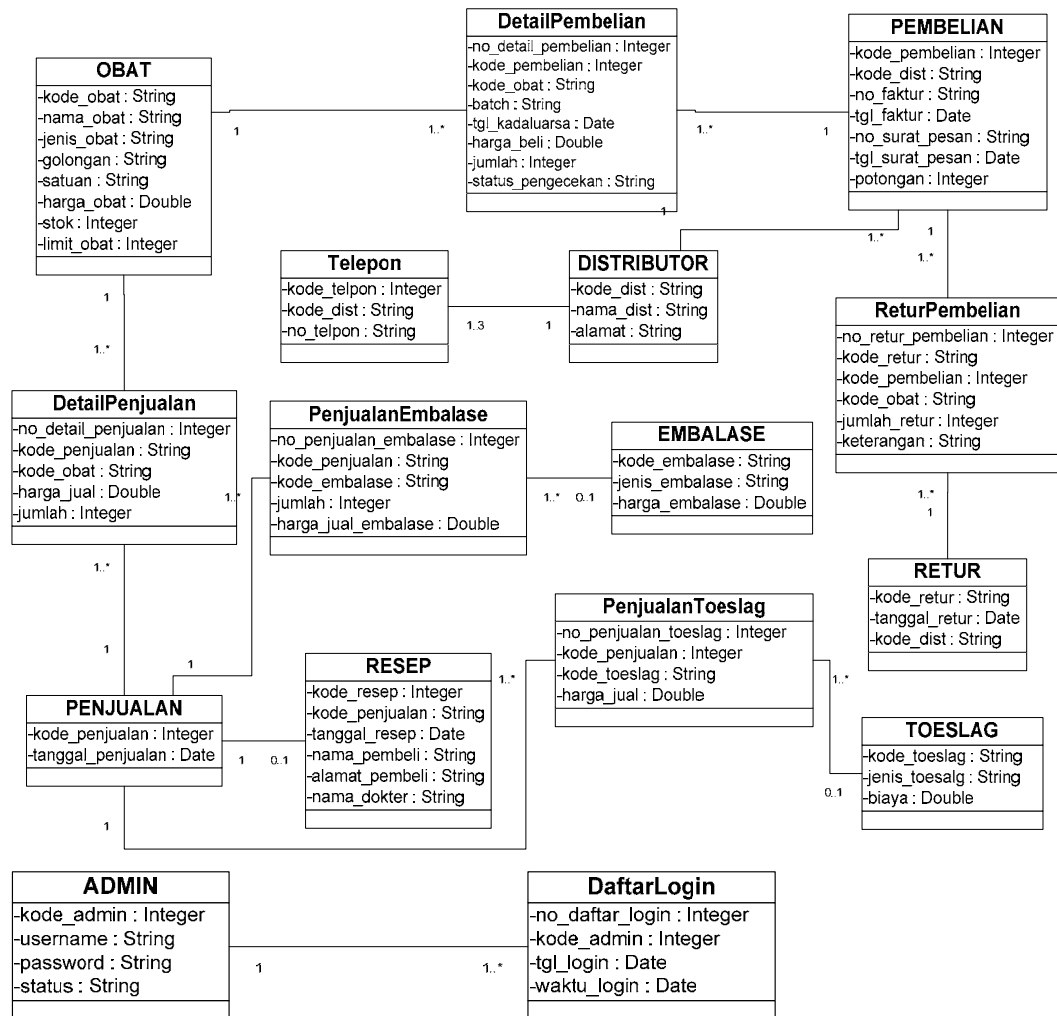 DetailPembelian
-no_detail_pembelian : Integer
-kode_pembelian : Integer
-kode_obat : String
-batch : String
-tgl_kadaluarsa : Date
-harga_beli : Double
-jumlah : Integer
-status_pengecekan : String
PEMBELIAN
-kode_pembelian : Integer
-kode_dist : String
-no_faktur : String
-tgl_faktur : Date
-no_surat_pesan : String
-tgl_surat_pesan : Date
-potongan : Integer
OBAT
-kode_obat : String
-nama_obat : String
-jenis_obat : String
-golongan : String
-satuan : String
-harga_obat : Double
-stok : Integer
-limit_obat : Integer
1
1..*
1..*
1
1
1..*
1
1..*
Telepon
-kode_telpon : Integer
-kode_dist : String
-no_telpon : String
1..3
1
DISTRIBUTOR
-kode_dist : String
-nama_dist : String
-alamat : String
ReturPembelian
-no_retur_pembelian : Integer
-kode_retur : String
-kode_pembelian : Integer
-kode_obat : String
-jumlah_retur : Integer
-keterangan : String
1
1..*
DetailPenjualan
-no_detail_penjualan : Integer
-kode_penjualan : String
-kode_obat : String
-harga_jual : Double
-jumlah : Integer
1..*
PenjualanEmbalase
-no_penjualan_embalase : Integer
-kode_penjualan : String
-kode_embalase : String
-jumlah : Integer
-harga_jual_embalase : Double
1..*
0..1
EMBALASE
-kode_embalase : String
-jenis_embalase : String
-harga_embalase : Double
1..*
1
RETUR
-kode_retur : String
-tanggal_retur : Date
-kode_dist : String
1..*
1
1
PENJUALAN
-kode_penjualan : Integer
-tanggal_penjualan : Date
1
0..1
RESEP
-kode_resep : Integer
-kode_penjualan : String
-tanggal_resep : Date
-nama_pembeli : String
-alamat_pembeli : String
-nama_dokter : String
1..*
PenjualanToeslag
-no_penjualan_toeslag : Integer
-kode_penjualan : Integer
-kode_toeslag : String
-harga_jual : Double
1..*
TOESLAG
-kode_toeslag : String
-jenis_toesalg : String
-biaya : Double
0..1
1
ADMIN
-kode_admin : Integer
-username : String
-password : String
-status : String
1
1..*
DaftarLogin
-no_daftar_login : Integer
-kode_admin : Integer
-tgl_login : Date
-waktu_login : Date